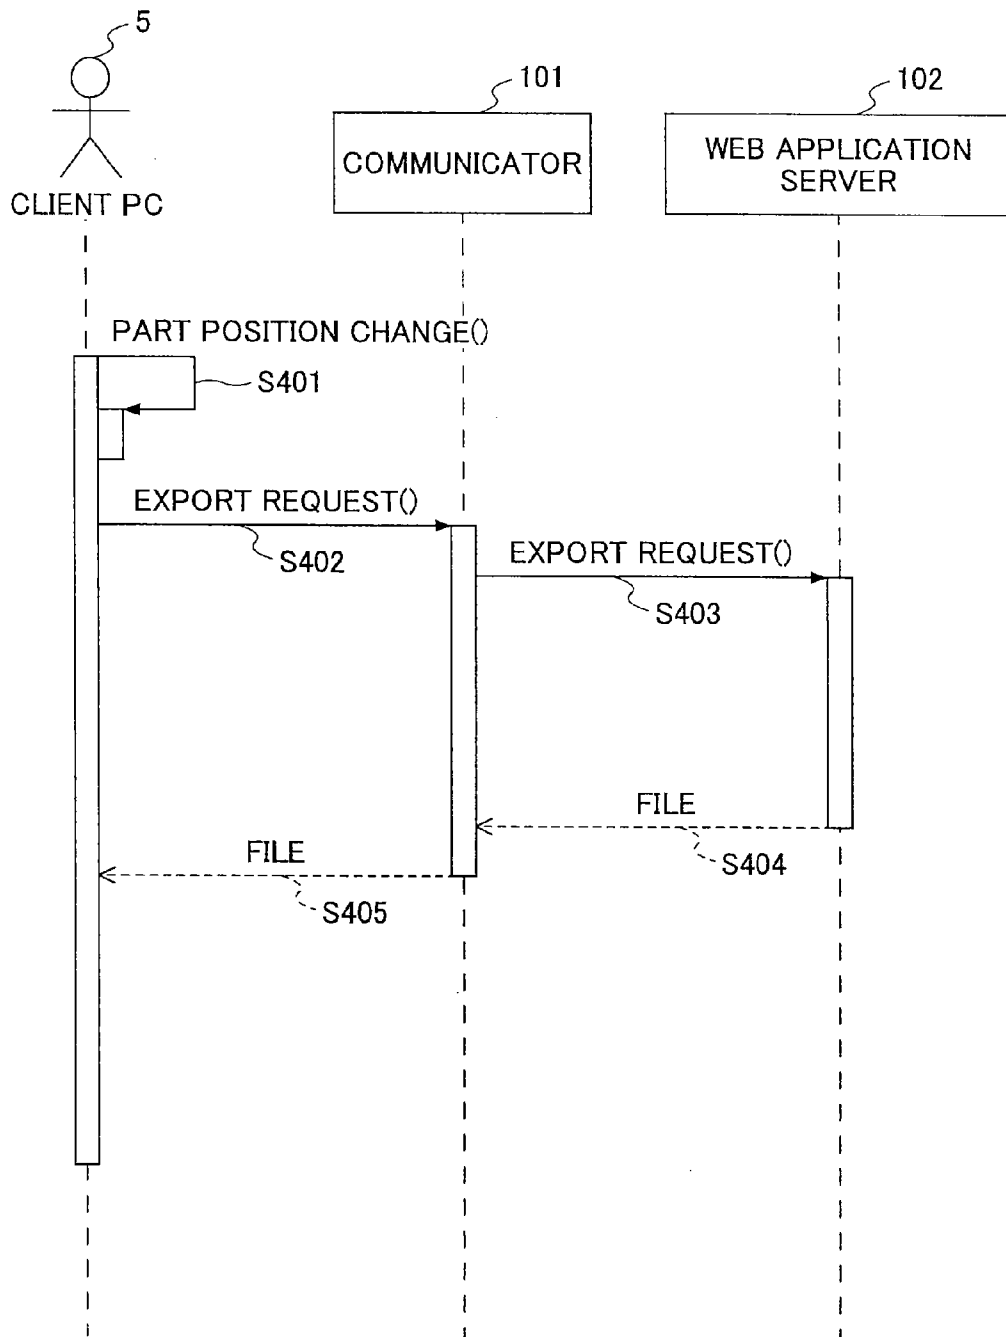 5
101
102
CLIENT PC
COMMUNICATOR
WEB APPLICATION
SERVER
PART POSITION CHANGE()
S401
EXPORT REQUEST()
S402
EXPORT REQUEST()
S403
FILE
S404
FILE
S405